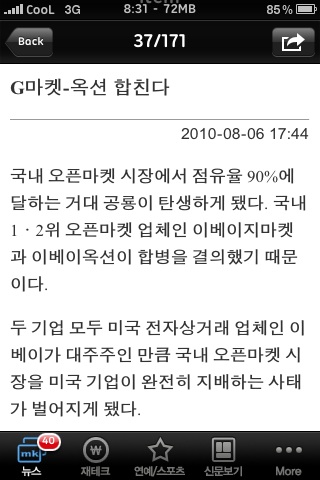 CooL 3G 8:31 - 72MB 85%
Back 37/171
G마켓-옥션 합친다
2010-08-06 17:44
국내 오픈마켓 시장에서 점유율 90%에
달하는 거대 공룡이 탄생하게 됐다. 국내
1ㆍ2위 오픈마켓 업체인 이베이지마켓
과 이베이옥션이 합병을 결의했기 때문
이다.
두 기업 모두 미국 전자상거래 업체인 이
베이가 대주주인 만큼 국내 오픈마켓 시
장을 미국 기업이 완전히 지배하는 사태
가 벌어지게 됐다.
mk 40
뉴스 재테크 연예/스포츠 신문보기 More